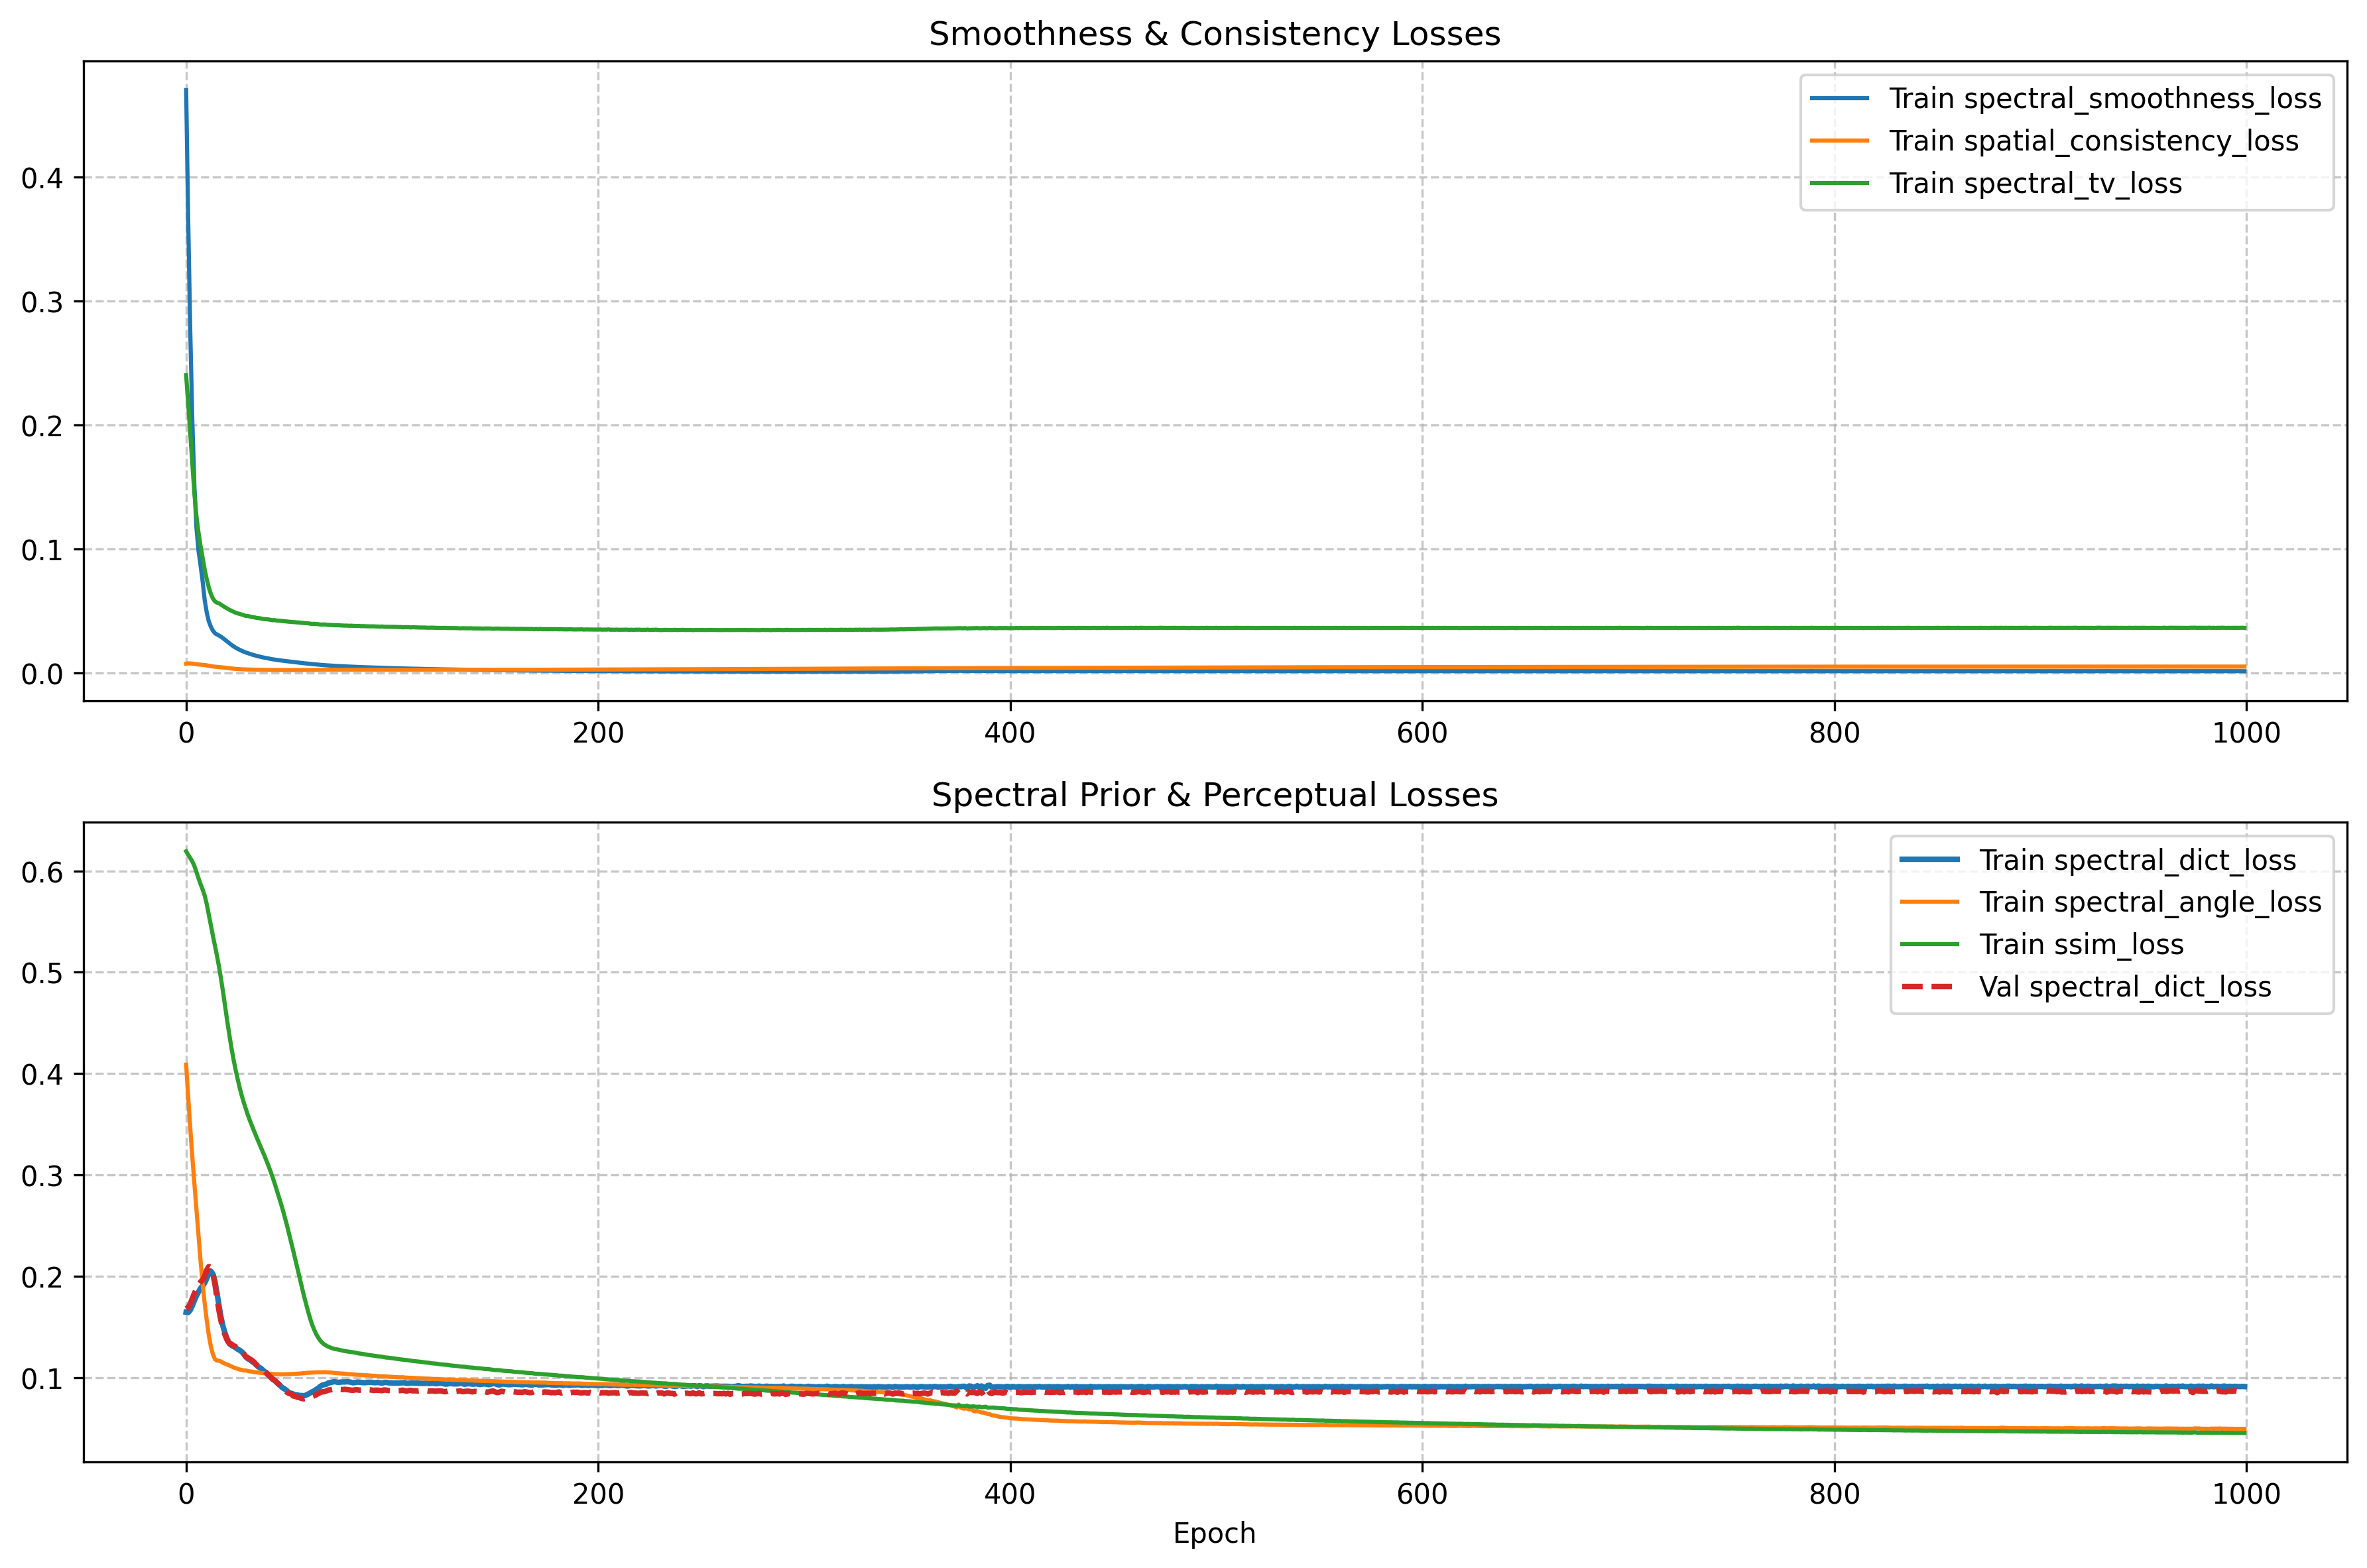 Smoothness & Consistency Losses
Train spectral_smoothness_loss
Train spatial_consistency_loss
Train spectral_tv_loss
0.4
0.3
0.2
0.1
0.0
0 200 400 600 800 1000
Spectral Prior & Perceptual Losses
Train spectral_dict_loss
Train spectral_angle_loss
Train ssim_loss
Val spectral_dict_loss
0.6
0.5
0.4
0.3
0.2
0.1
0 200 400 600 800 1000
Epoch